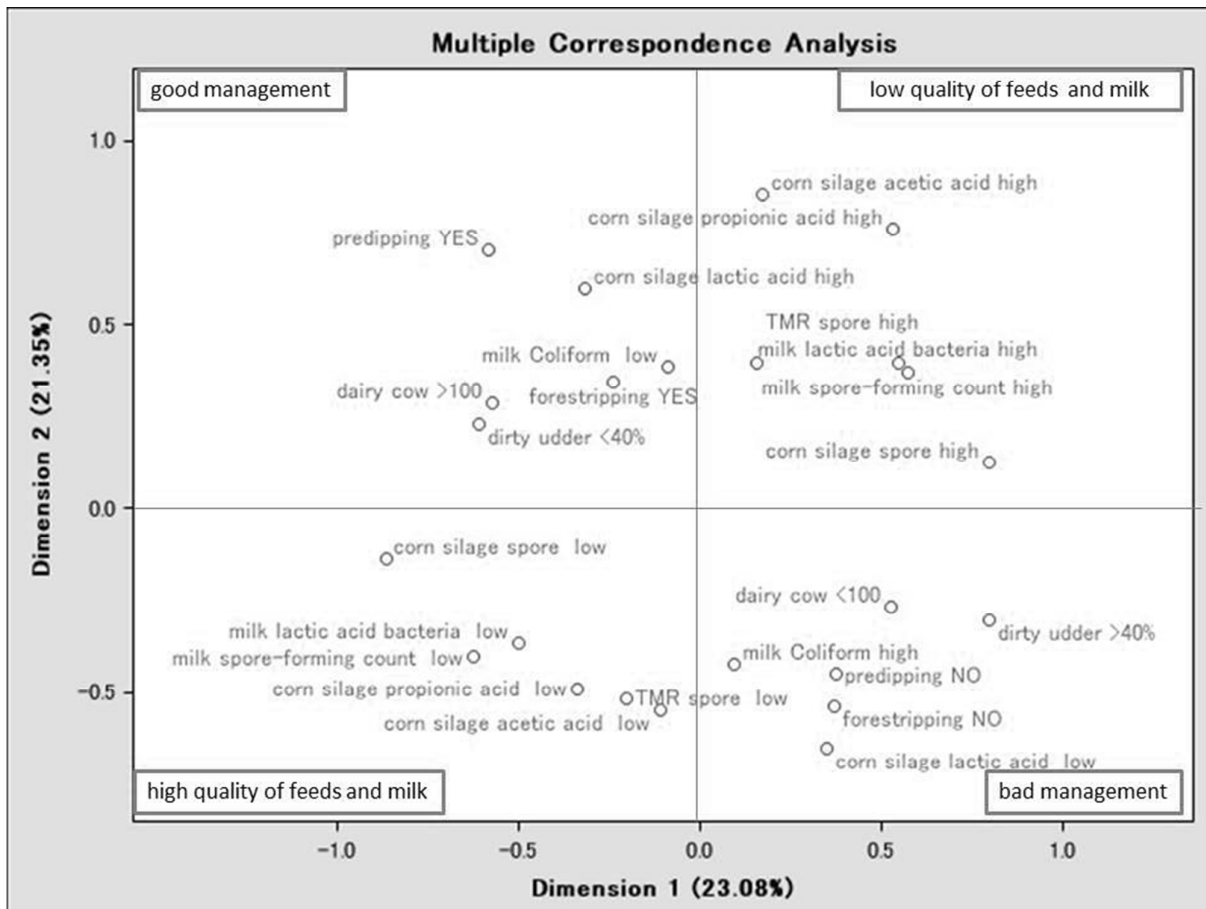 Multiple Correspondence Analysis
good management
low quality of feeds and milk
1.0
corn silage acetic acid high
corn silage propionic acid high
predipping YES
corn silage lactic acid high
0.5
TMR spore high
milk Coliform low
milk lactic acid bacteria high
dairy cow >100
forestripping YES
milk spore-forming count high
dirty udder <40%
corn silage spore high
0.0
corn silage spore low
dairy cow <100
milk lactic acid bacteria low
dirty udder >40%
milk spore-forming count low
milk Coliform high
predipping NO
corn silage propionic acid low
TMR spore low
-0.5
corn silage acetic acid low
forestripping NO
corn silage lactic acid low
high quality of feeds and milk
bad management
-1.0 -0.5 0.0 0.5 1.0
Dimension 1 (23.08%)
Dimension 2 (21.35%)